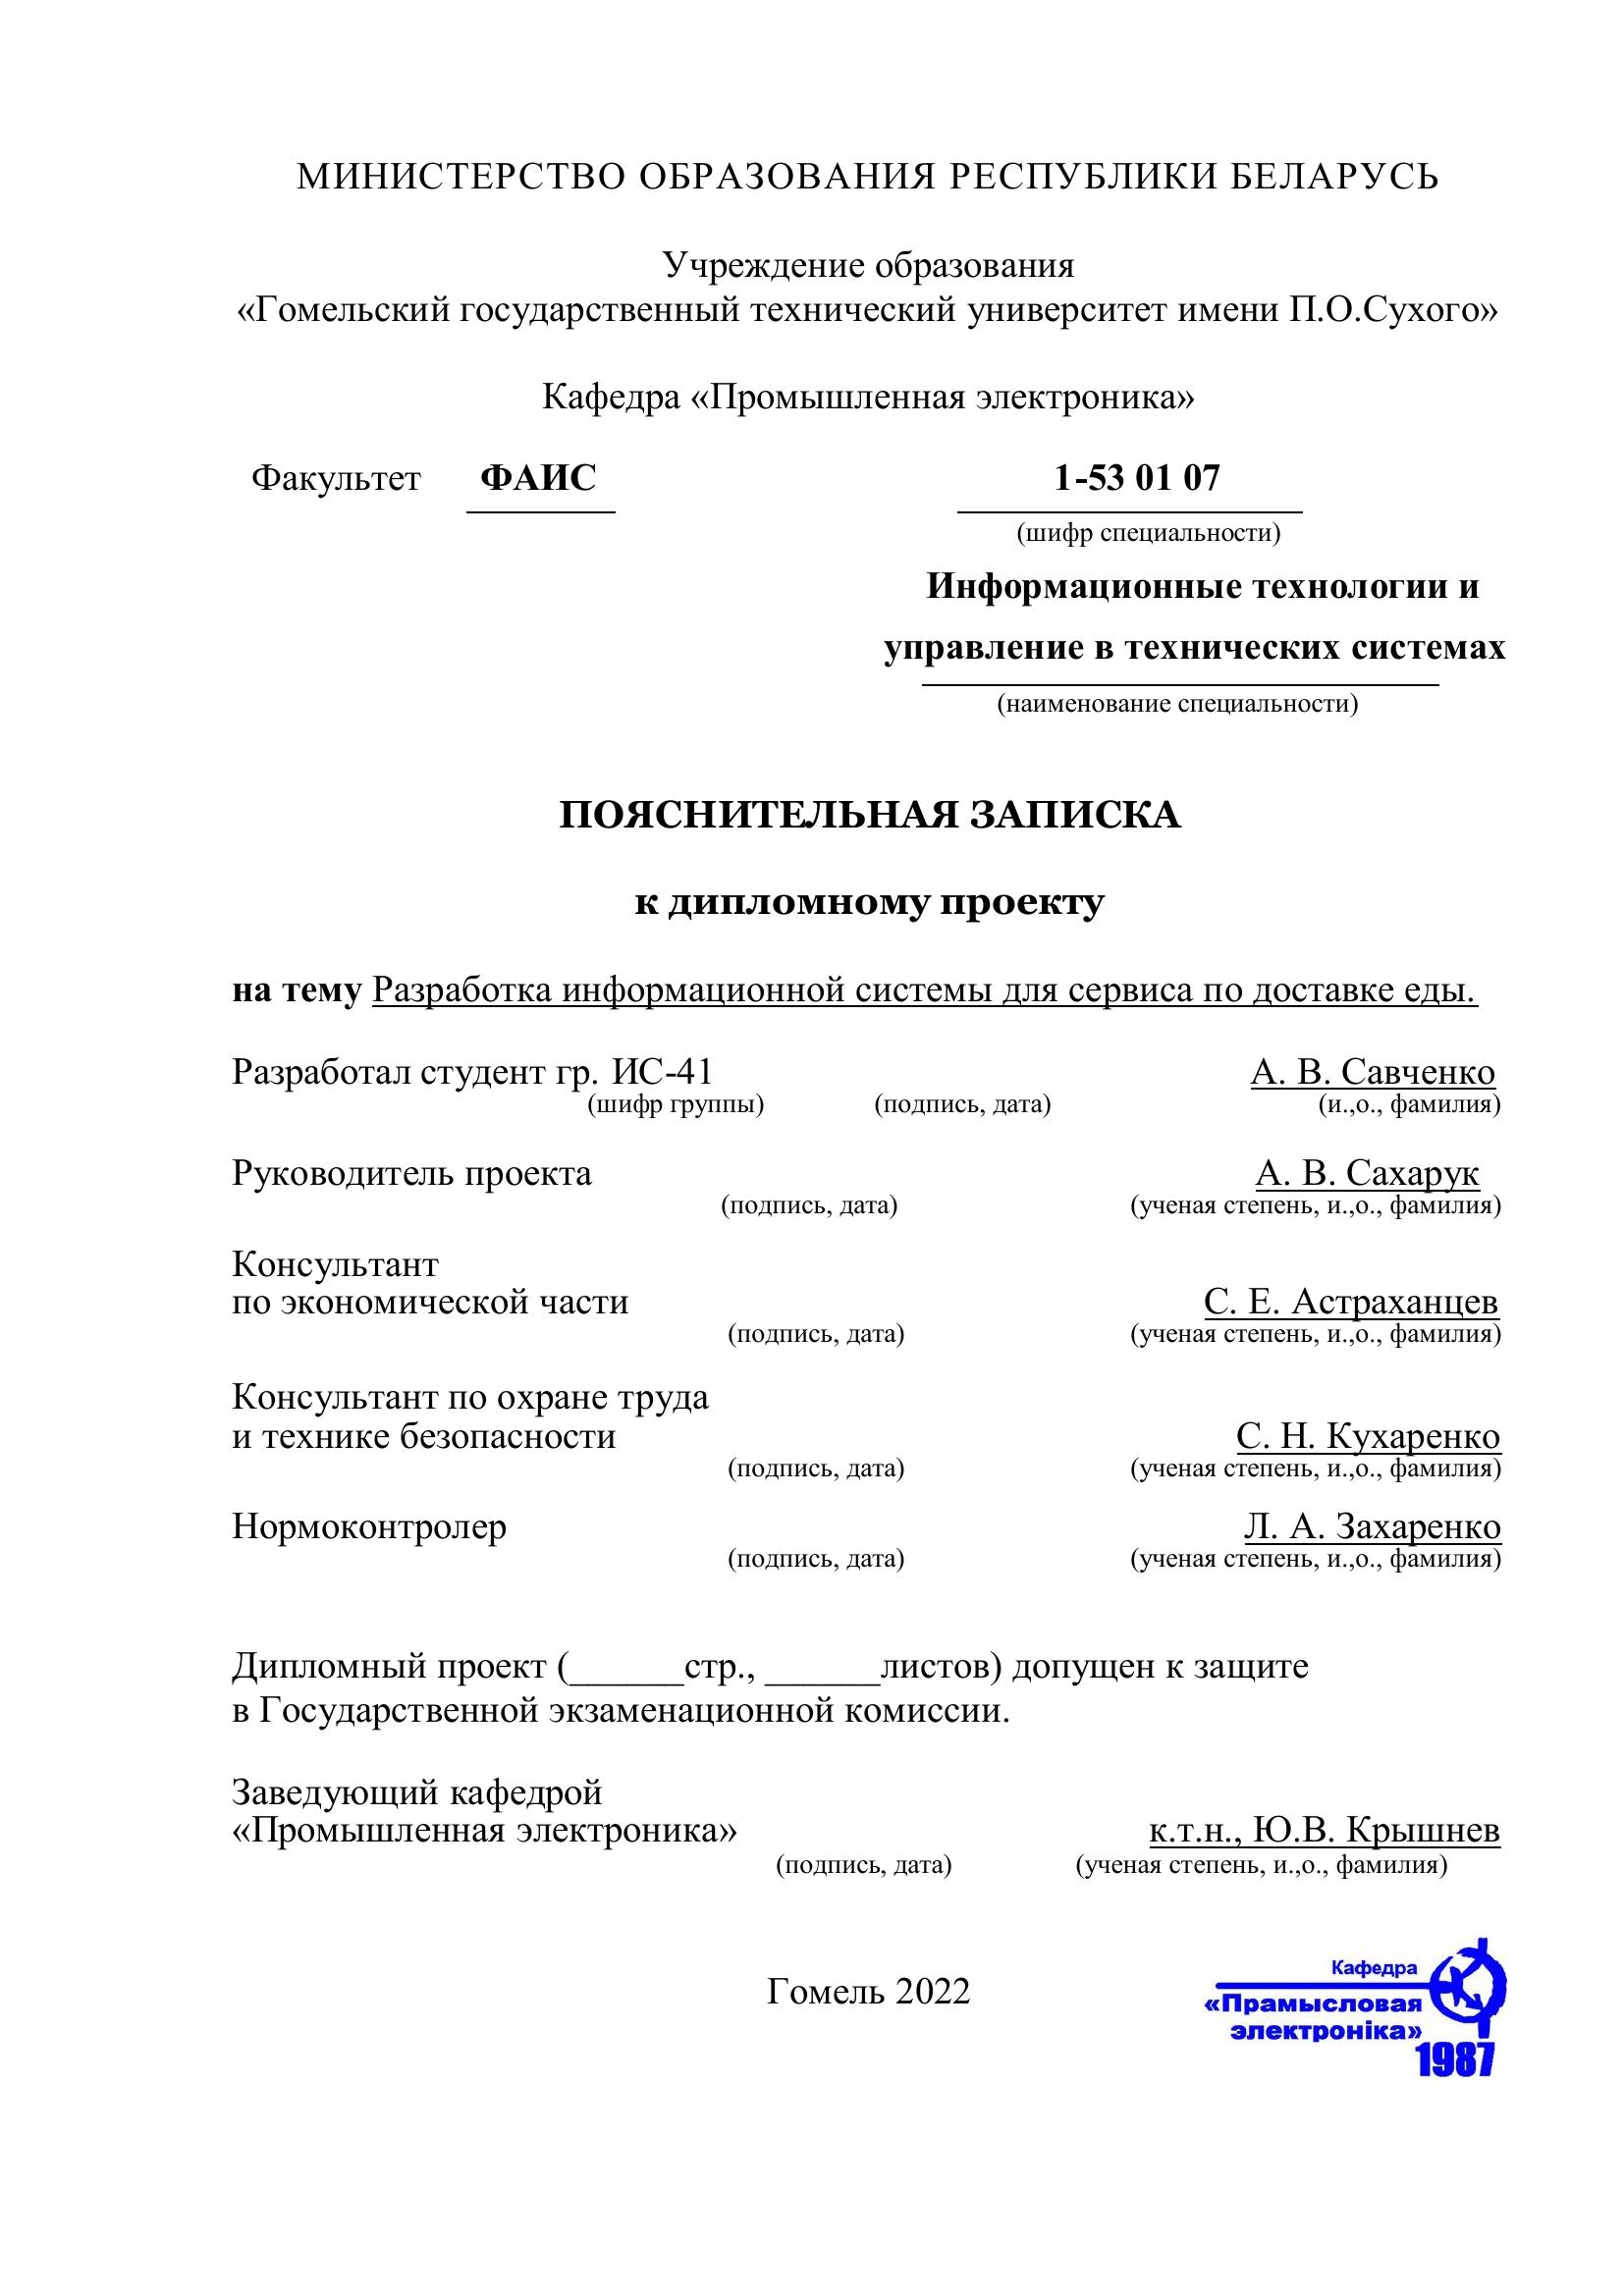 МИНИСТЕРСТВО ОБРАЗОВАНИЯ РЕСПУБЛИКИ БЕЛАРУСЬ
Учреждение образования
«Гомельский государственный технический университет имени П.О.Сухого»
Кафедра «Промышленная электроника»
Факультет ФАИС 1-53 01 07
(шифр специальности)
Информационные технологии и
управление в технических системах
(наименование специальности)
ПОЯСНИТЕЛЬНАЯ ЗАПИСКА
к дипломному проекту
на тему Разработка информационной системы для сервиса по доставке еды.
Разработал студент гр. ИС-41 А. В. Савченко
(шифр группы) (подпись, дата) (и.,о., фамилия)
Руководитель проекта А. В. Сахарук
(подпись, дата) (ученая степень, и.,о., фамилия)
Консультант
по экономической части С. Е. Астраханцев
(подпись, дата) (ученая степень, и.,о., фамилия)
Консультант по охране труда
и технике безопасности С. Н. Кухаренко
(подпись, дата) (ученая степень, и.,о., фамилия)
Нормоконтролер Л. А. Захаренко
(подпись, дата) (ученая степень, и.,о., фамилия)
Дипломный проект (______стр., ______листов) допущен к защите
в Государственной экзаменационной комиссии.
Заведующий кафедрой
«Промышленная электроника» к.т.н., Ю.В. Крышнев
(подпись, дата) (ученая степень, и.,о., фамилия)
Гомель 2022
Кафедра
«Прамысловая
электроніка»
1987